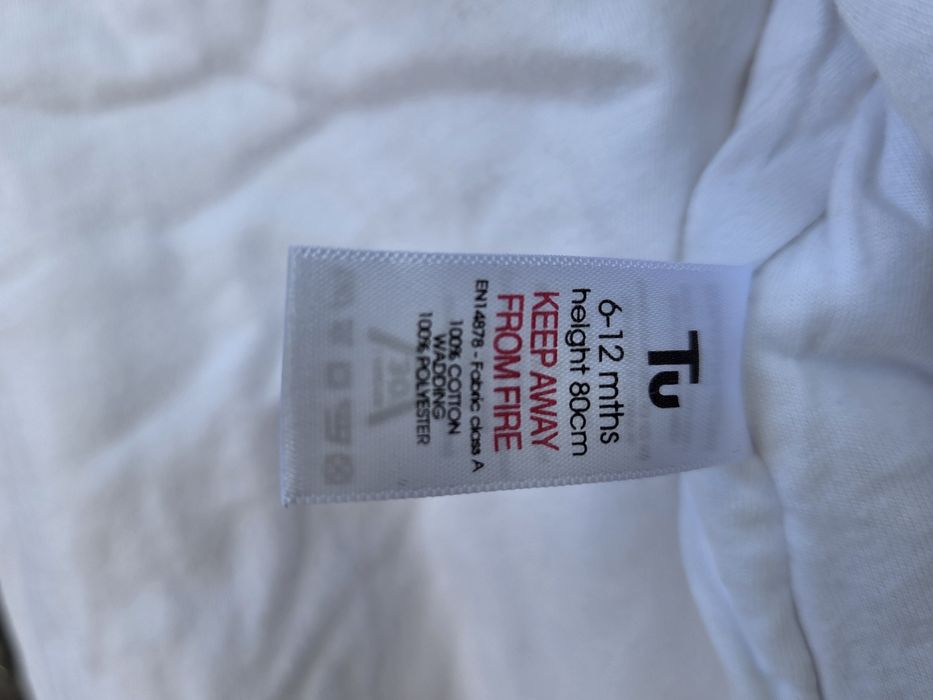 Tu
6-12 mths
height 80cm
KEEP AWAY
FROM FIRE
EN14878 - Fabric class A
100% COTTON
WADDING
100% POLYESTER